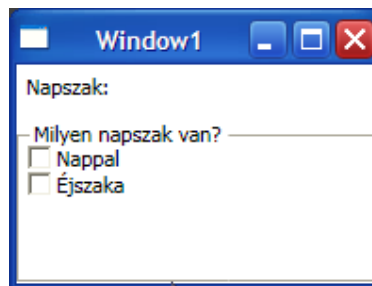 Window1
Napszak:
Milyen napszak van?
Nappal
Éjszaka